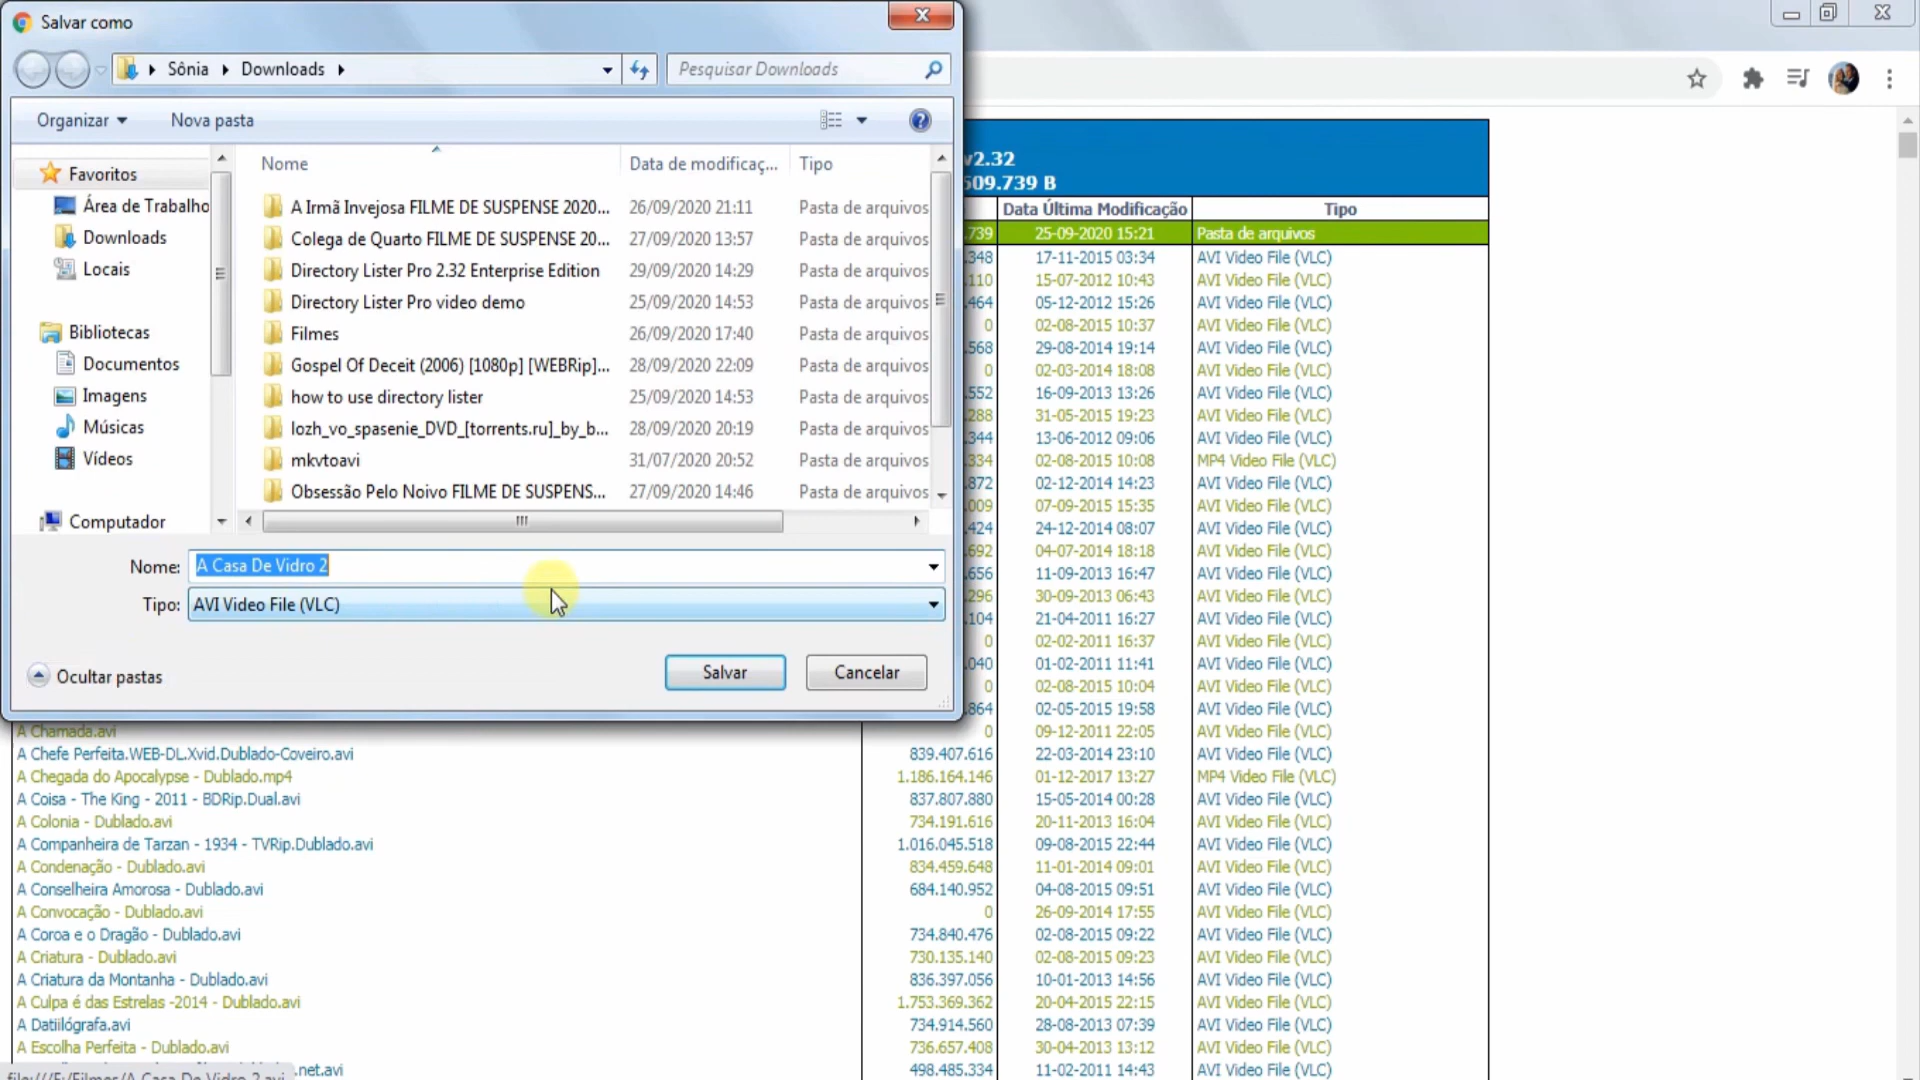 Salvar como
Sônia Downloads
Pesquisar Downloads
Organizar Nova pasta
Nome Data de modificaç... Tipo
Favoritos
Área de Trabalho
Downloads
Locais
Bibliotecas
Documentos
Imagens
Músicas
Vídeos
Computador
A Irmã Invejosa FILME DE SUSPENSE 2020... 26/09/2020 21:11 Pasta de arquivos
Colega de Quarto FILME DE SUSPENSE 20... 27/09/2020 13:57 Pasta de arquivos
Directory Lister Pro 2.32 Enterprise Edition 29/09/2020 14:29 Pasta de arquivos
Directory Lister Pro video demo 25/09/2020 14:53 Pasta de arquivos
Filmes 26/09/2020 17:40 Pasta de arquivos
Gospel Of Deceit (2006) [1080p] [WEBRip]... 28/09/2020 22:09 Pasta de arquivos
how to use directory lister 25/09/2020 14:53 Pasta de arquivos
lozh_vo_spasenie_DVD_[torrents.ru]_by_b... 28/09/2020 20:19 Pasta de arquivos
mkvtoavi 31/07/2020 20:52 Pasta de arquivos
Obsessão Pelo Noivo FILME DE SUSPENS... 27/09/2020 14:46 Pasta de arquivos
Nome: A Casa De Vidro 2
Tipo: AVI Video File (VLC)
Ocultar pastas
Salvar Cancelar
v2.32
509.739 B
Data Última Modificação Tipo
.739 25-09-2020 15:21 Pasta de arquivos
.348 17-11-2015 03:34 AVI Video File (VLC)
.110 15-07-2012 10:43 AVI Video File (VLC)
.464 05-12-2012 15:26 AVI Video File (VLC)
0 02-08-2015 10:37 AVI Video File (VLC)
.568 29-08-2014 19:14 AVI Video File (VLC)
0 02-03-2014 18:08 AVI Video File (VLC)
.552 16-09-2013 13:26 AVI Video File (VLC)
.288 31-05-2015 19:23 AVI Video File (VLC)
.344 13-06-2012 09:06 AVI Video File (VLC)
.334 02-08-2015 10:08 MP4 Video File (VLC)
.872 02-12-2014 14:23 AVI Video File (VLC)
.009 07-09-2015 15:35 AVI Video File (VLC)
.424 24-12-2014 08:07 AVI Video File (VLC)
.692 04-07-2014 18:18 AVI Video File (VLC)
.656 11-09-2013 16:47 AVI Video File (VLC)
.296 30-09-2013 06:43 AVI Video File (VLC)
.104 21-04-2011 16:27 AVI Video File (VLC)
0 02-02-2011 16:37 AVI Video File (VLC)
.040 01-02-2011 11:41 AVI Video File (VLC)
0 02-08-2015 10:04 AVI Video File (VLC)
.864 02-05-2015 19:58 AVI Video File (VLC)
A Chamada.avi 0 09-12-2011 22:05 AVI Video File (VLC)
A Chefe Perfeita.WEB-DL.Xvid.Dublado-Coveiro.avi 839.407.616 22-03-2014 23:10 AVI Video File (VLC)
A Chegada do Apocalypse - Dublado.mp4 1.186.164.146 01-12-2017 13:27 MP4 Video File (VLC)
A Coisa - The King - 2011 - BDRip.Dual.avi 837.807.880 15-05-2014 00:28 AVI Video File (VLC)
A Colonia - Dublado.avi 734.191.616 20-11-2013 16:04 AVI Video File (VLC)
A Companheira de Tarzan - 1934 - TVRip.Dublado.avi 1.016.045.518 09-08-2015 22:44 AVI Video File (VLC)
A Condenação - Dublado.avi 834.459.648 11-01-2014 09:01 AVI Video File (VLC)
A Conselheira Amorosa - Dublado.avi 684.140.952 04-08-2015 09:51 AVI Video File (VLC)
A Convocação - Dublado.avi 0 26-09-2014 17:55 AVI Video File (VLC)
A Coroa e o Dragão - Dublado.avi 734.840.476 02-08-2015 09:22 AVI Video File (VLC)
A Criatura - Dublado.avi 730.135.140 02-08-2015 09:23 AVI Video File (VLC)
A Criatura da Montanha - Dublado.avi 836.397.056 10-01-2013 14:56 AVI Video File (VLC)
A Culpa é das Estrelas -2014 - Dublado.avi 1.753.369.362 20-04-2015 22:15 AVI Video File (VLC)
A Datiilógrafa.avi 734.914.560 28-08-2013 07:39 AVI Video File (VLC)
A Escolha Perfeita - Dublado.avi 736.657.408 30-04-2013 13:12 AVI Video File (VLC)
.net.avi 498.485.334 11-02-2011 14:43 AVI Video File (VLC)
file:///F:/Filmes/A Casa De Vidro 2.avi